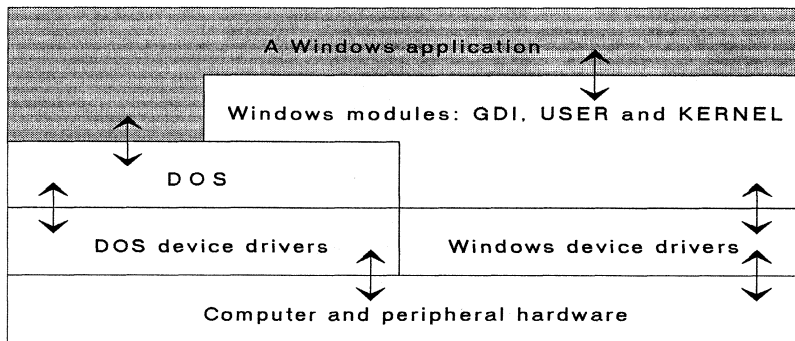 A Windows application
Windows modules: GDI, USER and KERNEL
DOS
DOS device drivers
Windows device drivers
Computer and peripheral hardware